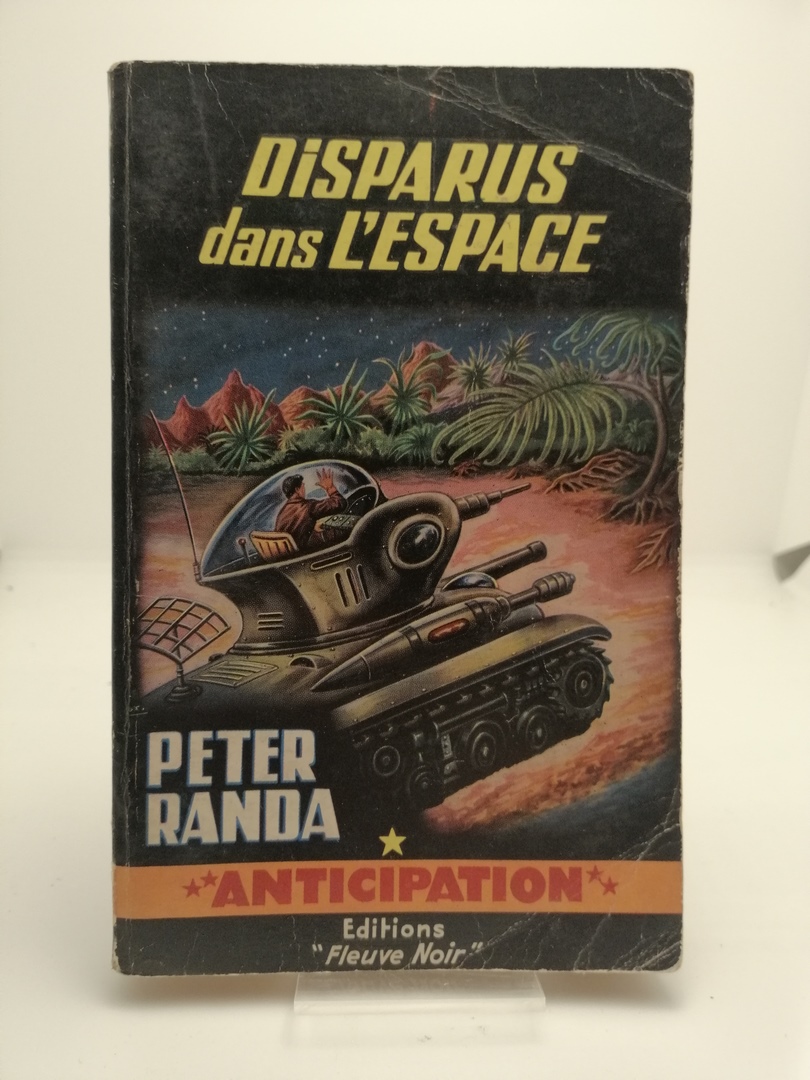 DiSPARUS
dans L'ESPACE
PETER
RANDA
ANTICIPATION
Editions
"Fleuve Noir"